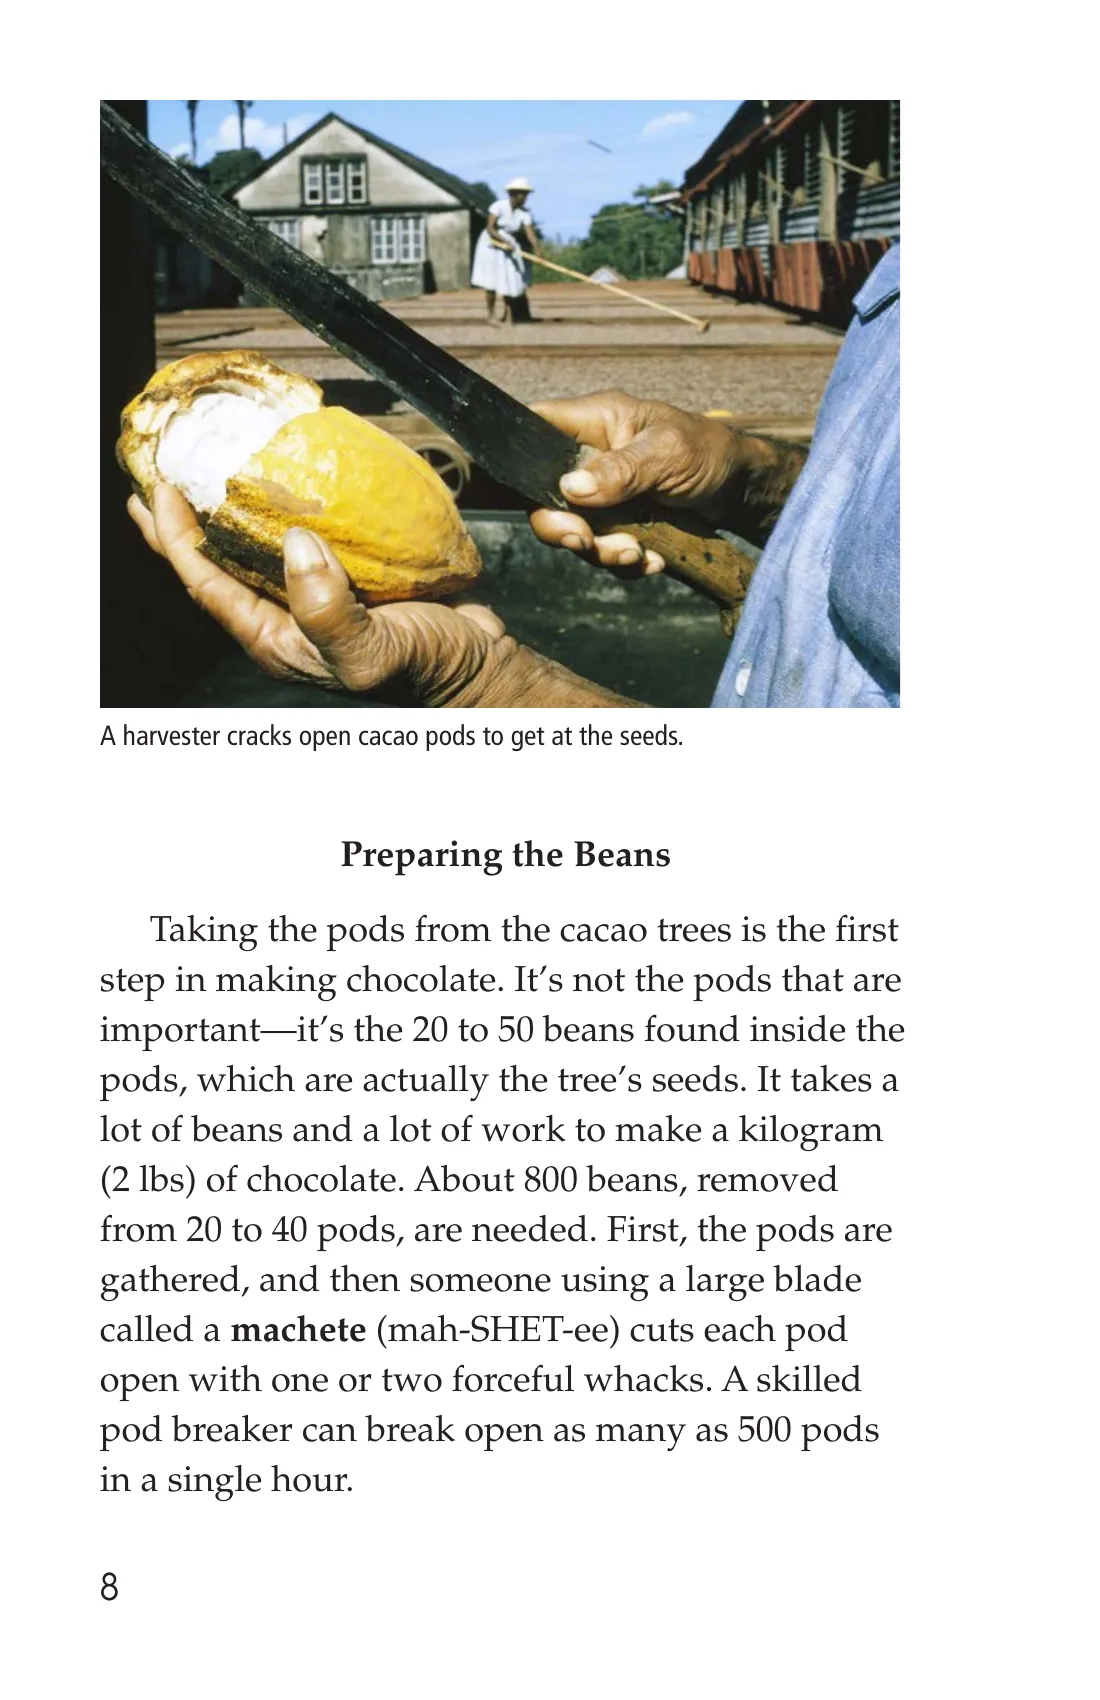 A harvester cracks open cacao pods to get at the seeds.
Preparing the Beans
Taking the pods from the cacao trees is the first
step in making chocolate. It’s not the pods that are
important—it’s the 20 to 50 beans found inside the
pods, which are actually the tree’s seeds. It takes a
lot of beans and a lot of work to make a kilogram
(2 lbs) of chocolate. About 800 beans, removed
from 20 to 40 pods, are needed. First, the pods are
gathered, and then someone using a large blade
called a machete (mah-SHET-ee) cuts each pod
open with one or two forceful whacks. A skilled
pod breaker can break open as many as 500 pods
in a single hour.
8